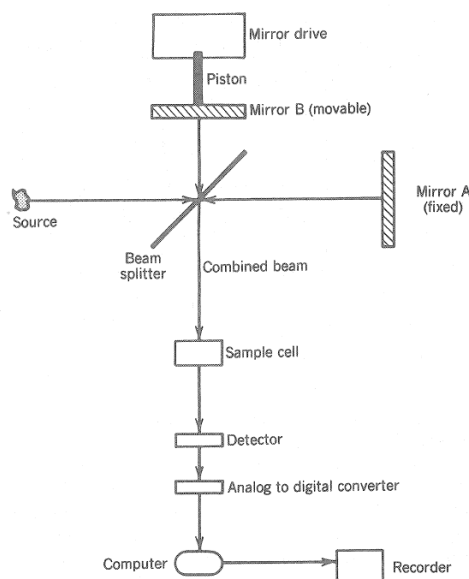 Mirror drive
Piston
Mirror B (movable)
Mirror A
(fixed)
Source
Beam
splitter
Combined beam
Sample cell
Detector
Analog to digital converter
Computer
Recorder